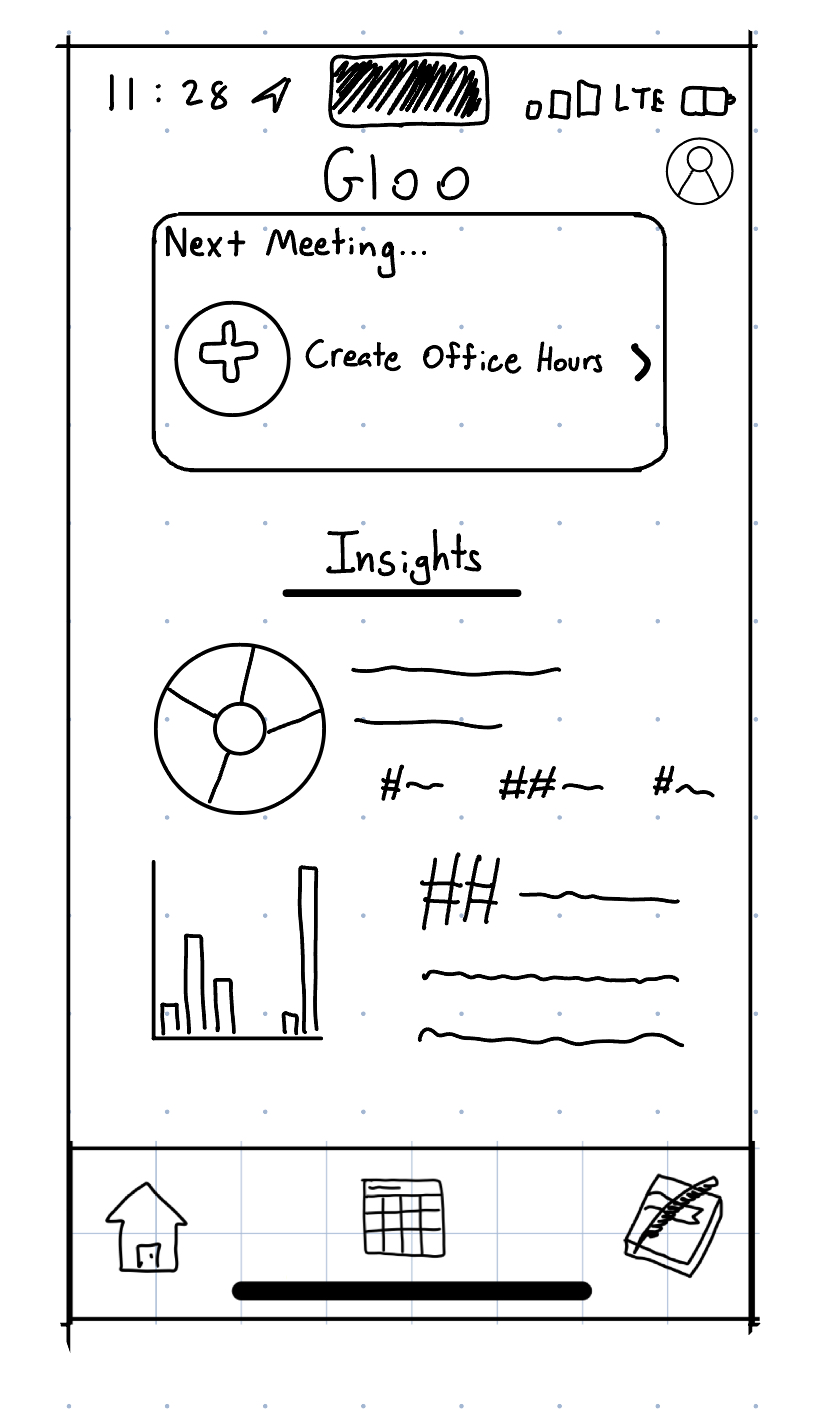 11:28 LTE
Gloo
Next Meeting...
Create Office Hours >
Insights
#~ ##~ #~
##